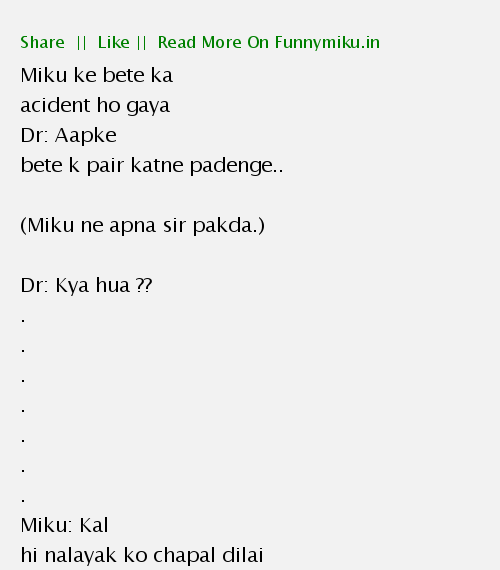 Share || Like || Read More On Funnymiku.in
Miku ke bete ka
acident ho gaya
Dr: Aapke
bete k pair katne padenge..
(Miku ne apna sir pakda.)
Dr: Kya hua ??
.
.
.
.
.
.
.
Miku: Kal
hi nalayak ko chapal dilai